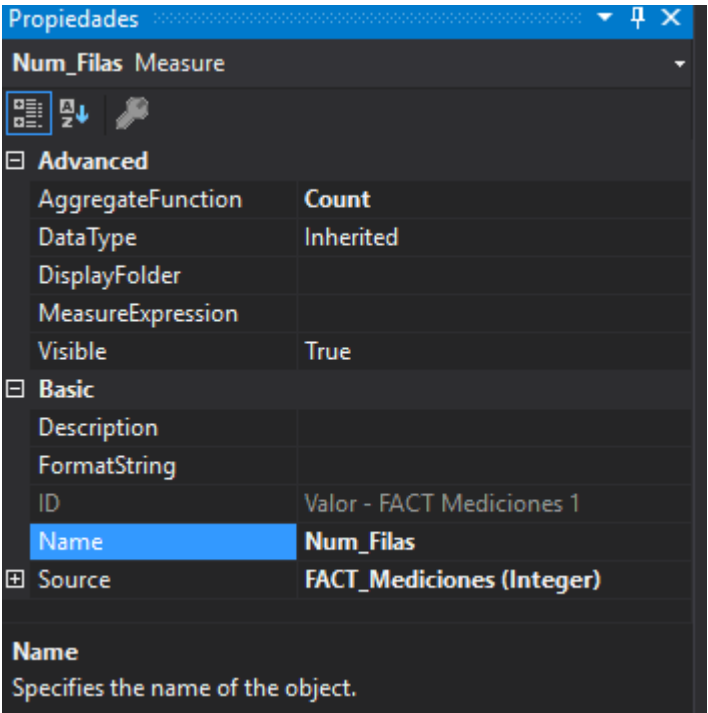 Propiedades
Num_Filas Measure
Advanced
AggregateFunction Count
DataType Inherited
DisplayFolder
MeasureExpression
Visible True
Basic
Description
FormatString
ID Valor - FACT Mediciones 1
Name Num_Filas
Source FACT_Mediciones (Integer)
Name
Specifies the name of the object.